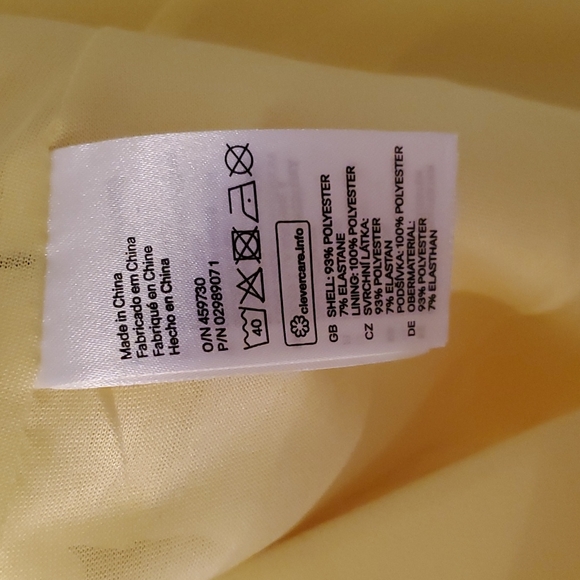 Made in China
Fabricado em China
Fabriqué en Chine
Hecho en China
O/N 459730
P/N 02989071
40
clevercare.info
GB SHELL: 93% POLYESTER
7% ELASTANE
LINING: 100% POLYESTER
CZ SVRCHNÍ LÁTKA:
93% POLYESTER
7% ELASTAN
PODŠÍVKA: 100% POLYESTER
DE OBERMATERIAL:
93% POLYESTER
7% ELASTHAN